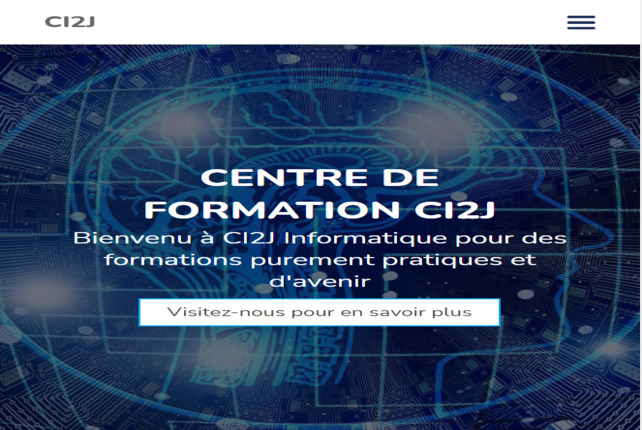 CI2J
CENTRE DE
FORMATION CI2J
Bienvenu à CI2J Informatique pour des
formations purement pratiques et
d'avenir
Visitez-nous pour en savoir plus